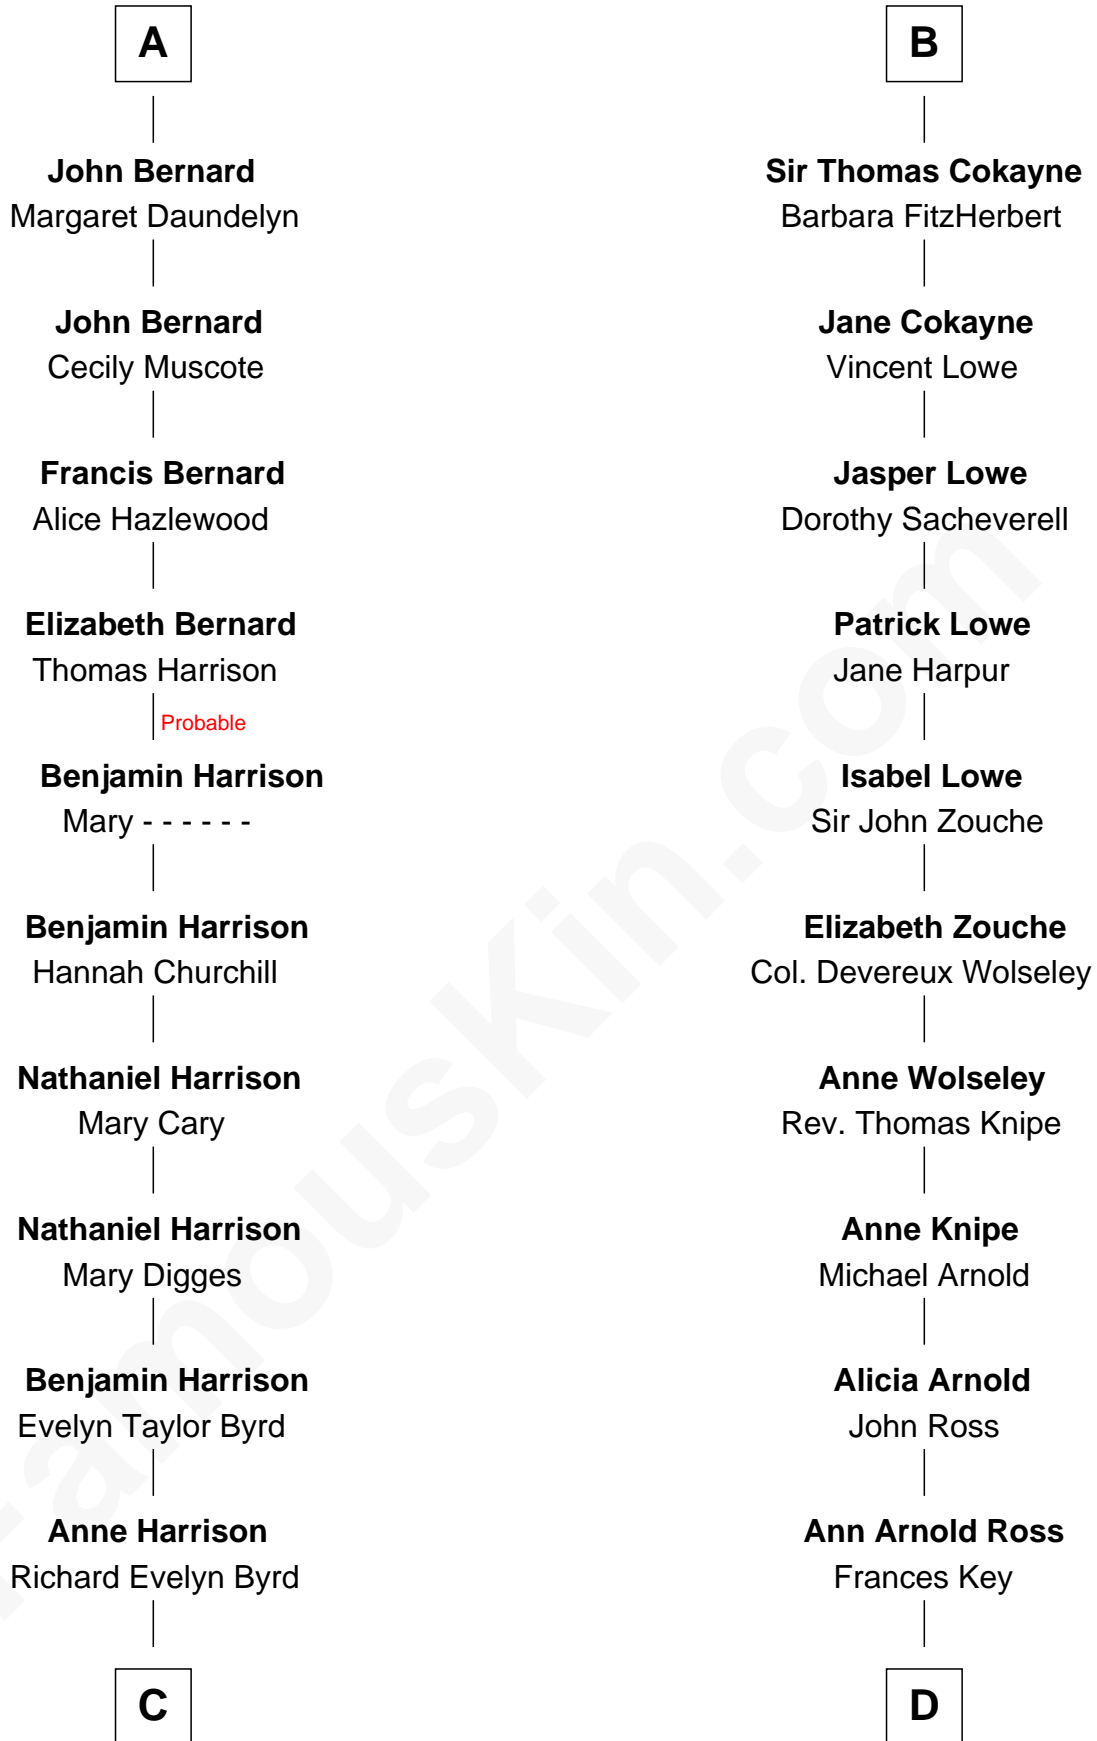 A
John Bernard
Margaret Daundelyn
John Bernard
Cecily Muscote
Francis Bernard
Alice Hazlewood
Elizabeth Bernard
Thomas Harrison
Probable
Benjamin Harrison
Mary - - - - - -
Benjamin Harrison
Hannah Churchill
Nathaniel Harrison
Mary Cary
Nathaniel Harrison
Mary Digges
Benjamin Harrison
Evelyn Taylor Byrd
Anne Harrison
Richard Evelyn Byrd
C
B
Sir Thomas Cokayne
Barbara FitzHerbert
Jane Cokayne
Vincent Lowe
Jasper Lowe
Dorothy Sacheverell
Patrick Lowe
Jane Harpur
Isabel Lowe
Sir John Zouche
Elizabeth Zouche
Col. Devereux Wolseley
Anne Wolseley
Rev. Thomas Knipe
Anne Knipe
Michael Arnold
Alicia Arnold
John Ross
Ann Arnold Ross
Frances Key
D
FamousKin.com